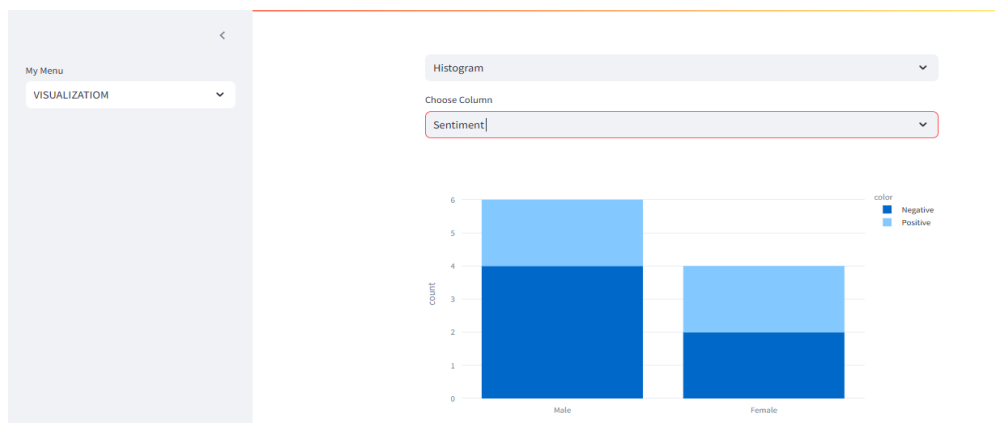 My Menu
VISUALIZATIOM
Histogram
Choose Column
Sentiment
color
Negative
Positive
6
5
4
3
2
1
0
count
Male
Female